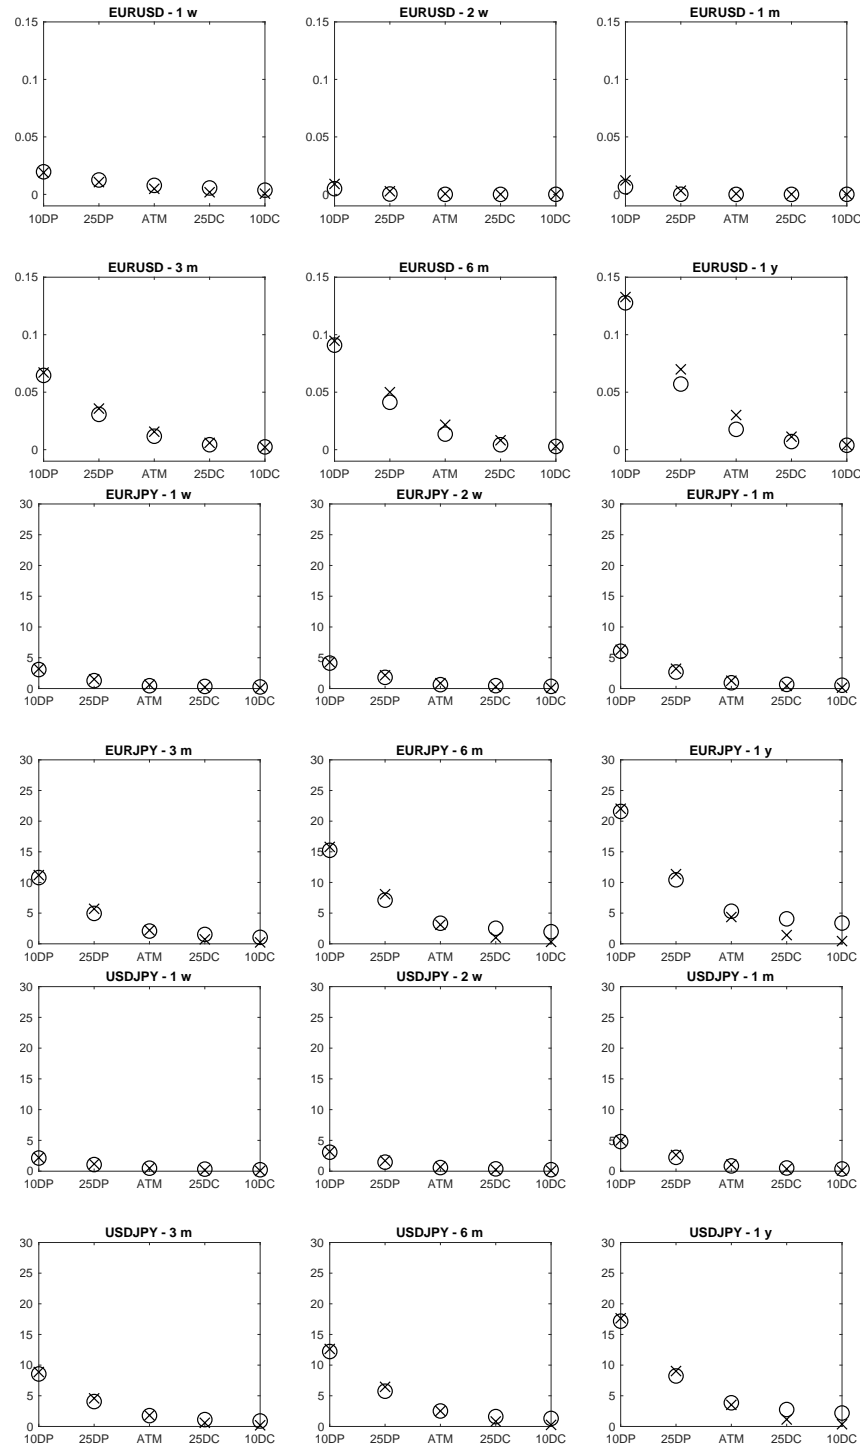 EURUSD - 1 w EURUSD - 2 w EURUSD - 1 m
0.15 0.15 0.15
0.1 0.1 0.1
0.05 0.05 0.05
0 0 0
10DP 25DP ATM 25DC 10DC 10DP 25DP ATM 25DC 10DC 10DP 25DP ATM 25DC 10DC
EURUSD - 3 m EURUSD - 6 m EURUSD - 1 y
0.15 0.15 0.15
0.1 0.1 0.1
0.05 0.05 0.05
0 0 0
10DP 25DP ATM 25DC 10DC 10DP 25DP ATM 25DC 10DC 10DP 25DP ATM 25DC 10DC
EURJPY - 1 w EURJPY - 2 w EURJPY - 1 m
30 30 30
25 25 25
20 20 20
15 15 15
10 10 10
5 5 5
0 0 0
10DP 25DP ATM 25DC 10DC 10DP 25DP ATM 25DC 10DC 10DP 25DP ATM 25DC 10DC
EURJPY - 3 m EURJPY - 6 m EURJPY - 1 y
30 30 30
25 25 25
20 20 20
15 15 15
10 10 10
5 5 5
0 0 0
10DP 25DP ATM 25DC 10DC 10DP 25DP ATM 25DC 10DC 10DP 25DP ATM 25DC 10DC
USDJPY - 1 w USDJPY - 2 w USDJPY - 1 m
30 30 30
25 25 25
20 20 20
15 15 15
10 10 10
5 5 5
0 0 0
10DP 25DP ATM 25DC 10DC 10DP 25DP ATM 25DC 10DC 10DP 25DP ATM 25DC 10DC
USDJPY - 3 m USDJPY - 6 m USDJPY - 1 y
30 30 30
25 25 25
20 20 20
15 15 15
10 10 10
5 5 5
0 0 0
10DP 25DP ATM 25DC 10DC 10DP 25DP ATM 25DC 10DC 10DP 25DP ATM 25DC 10DC